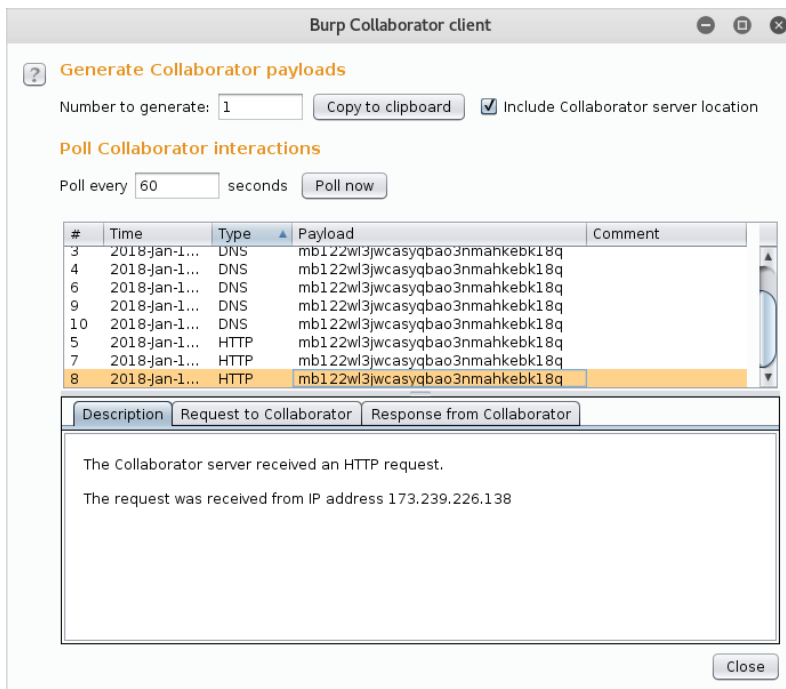 Burp Collaborator client
?
Generate Collaborator payloads
Number to generate: 1 Copy to clipboard Include Collaborator server location
Poll Collaborator interactions
Poll every 60 seconds Poll now
# Time Type Payload Comment
3 2018-Jan-1... DNS mb122wl3jwcasyqbao3nmahkebk18q
4 2018-Jan-1... DNS mb122wl3jwcasyqbao3nmahkebk18q
6 2018-Jan-1... DNS mb122wl3jwcasyqbao3nmahkebk18q
9 2018-Jan-1... DNS mb122wl3jwcasyqbao3nmahkebk18q
10 2018-Jan-1... DNS mb122wl3jwcasyqbao3nmahkebk18q
5 2018-Jan-1... HTTP mb122wl3jwcasyqbao3nmahkebk18q
7 2018-Jan-1... HTTP mb122wl3jwcasyqbao3nmahkebk18q
8 2018-Jan-1... HTTP mb122wl3jwcasyqbao3nmahkebk18q
Description Request to Collaborator Response from Collaborator
The Collaborator server received an HTTP request.
The request was received from IP address 173.239.226.138
Close